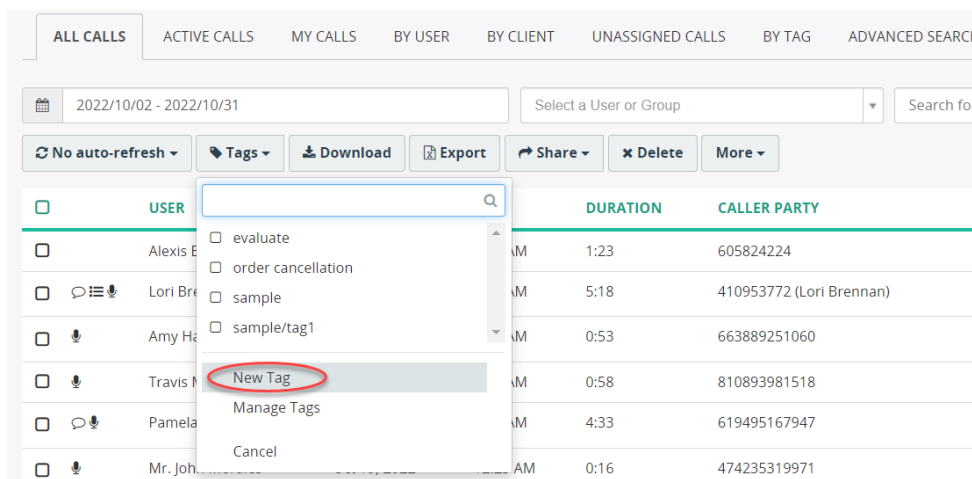 ALL CALLS ACTIVE CALLS MY CALLS BY USER BY CLIENT UNASSIGNED CALLS BY TAG ADVANCED SEARCH
2022/10/02 - 2022/10/31 Select a User or Group Search fo
No auto-refresh Tags Download Export Share Delete More
USER DURATION CALLER PARTY
evaluate
Alexis E AM 1:23 605824224
order cancellation
Lori Bre AM 5:18 410953772 (Lori Brennan)
sample
sample/tag1
Amy Ha AM 0:53 663889251060
New Tag
Travis M AM 0:58 810893981518
Manage Tags
Pamela AM 4:33 619495167947
Cancel
Mr. John AM 0:16 474235319971